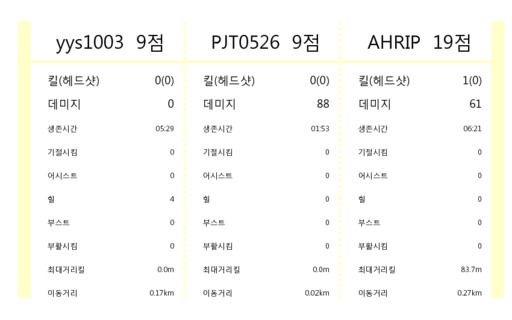 yys1003 9점 PJT0526 9점 AHRIP 19점
킬(헤드샷) 0(0) 킬(헤드샷) 0(0) 킬(헤드샷) 1(0)
데미지 0 데미지 88 데미지 61
생존시간 05:29 생존시간 01:53 생존시간 06:21
기절시킴 0 기절시킴 0 기절시킴 0
어시스트 0 어시스트 0 어시스트 0
힐 4 힐 0 힐 0
부스트 0 부스트 0 부스트 0
부활시킴 0 부활시킴 0 부활시킴 0
최대거리킬 0.0m 최대거리킬 0.0m 최대거리킬 83.7m
이동거리 0.17km 이동거리 0.02km 이동거리 0.27km